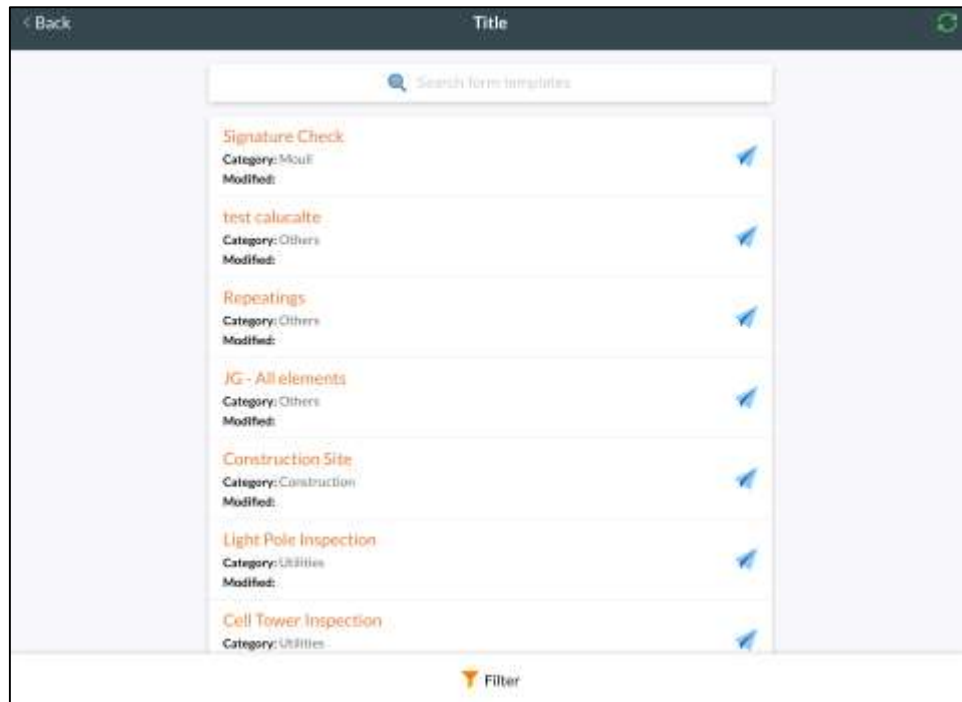 < Back
Title
Search form templates
Signature Check
Category: Moull
Modified:
test calucalte
Category: Others
Modified:
Repeatings
Category: Others
Modified:
JG - All elements
Category: Others
Modified:
Construction Site
Category: Construction
Modified:
Light Pole Inspection
Category: Utilities
Modified:
Cell Tower Inspection
Category: Utilities
Filter